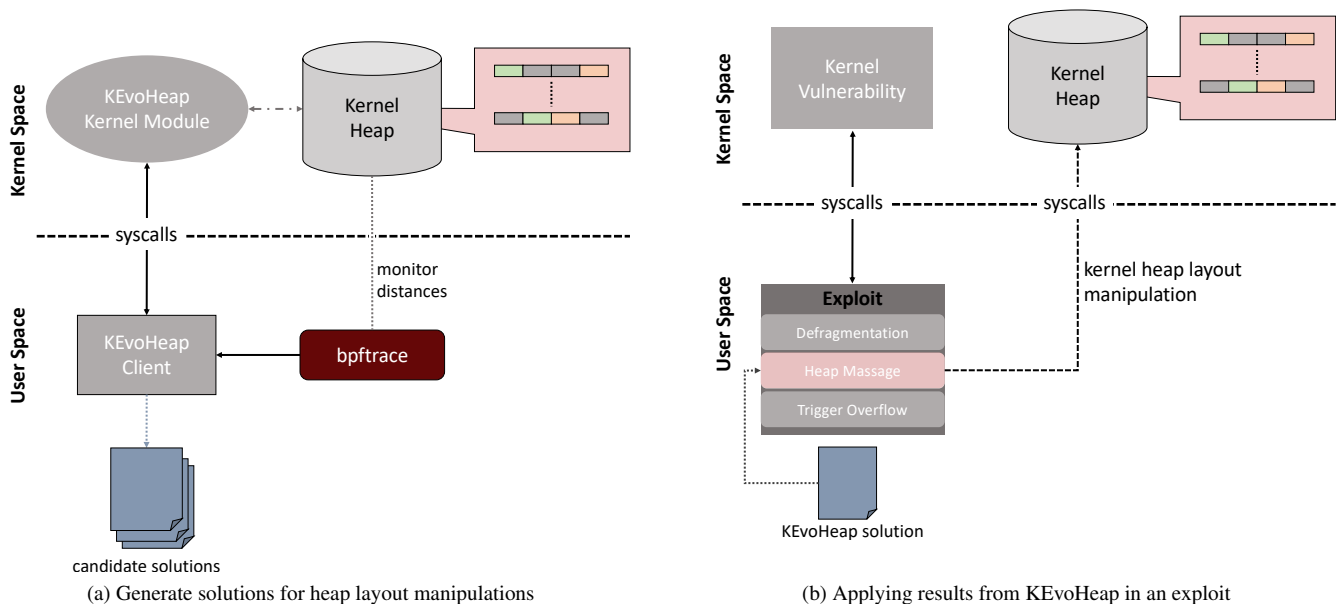 Kernel Space
KEvoHeap
Kernel Module
Kernel
Heap
syscalls
monitor
distances
User Space
KEvoHeap
Client
bpftrace
candidate solutions
(a) Generate solutions for heap layout manipulations
Kernel Space
Kernel
Vulnerability
Kernel
Heap
syscalls
syscalls
User Space
kernel heap layout
manipulation
Exploit
Defragmentation
Heap Massage
Trigger Overflow
KEvoHeap solution
(b) Applying results from KEvoHeap in an exploit